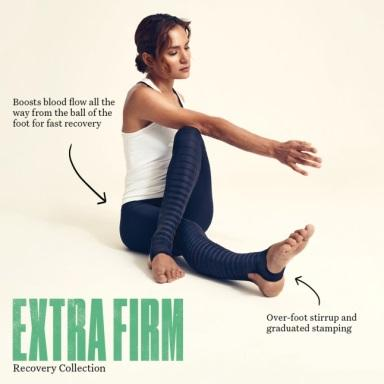 Boosts blood flow all the
way from the ball of the
foot for fast recovery
Over-foot stirrup and
graduated stamping
EXTRA FIRM
Recovery Collection